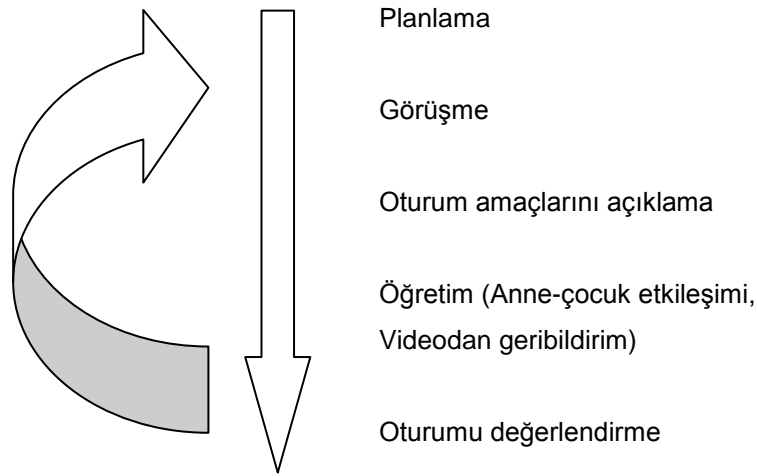 Planlama
Görüşme
Oturum amaçlarını açıklama
Öğretim (Anne-çocuk etkileşimi,
Videodan geribildirim)
Oturumu değerlendirme